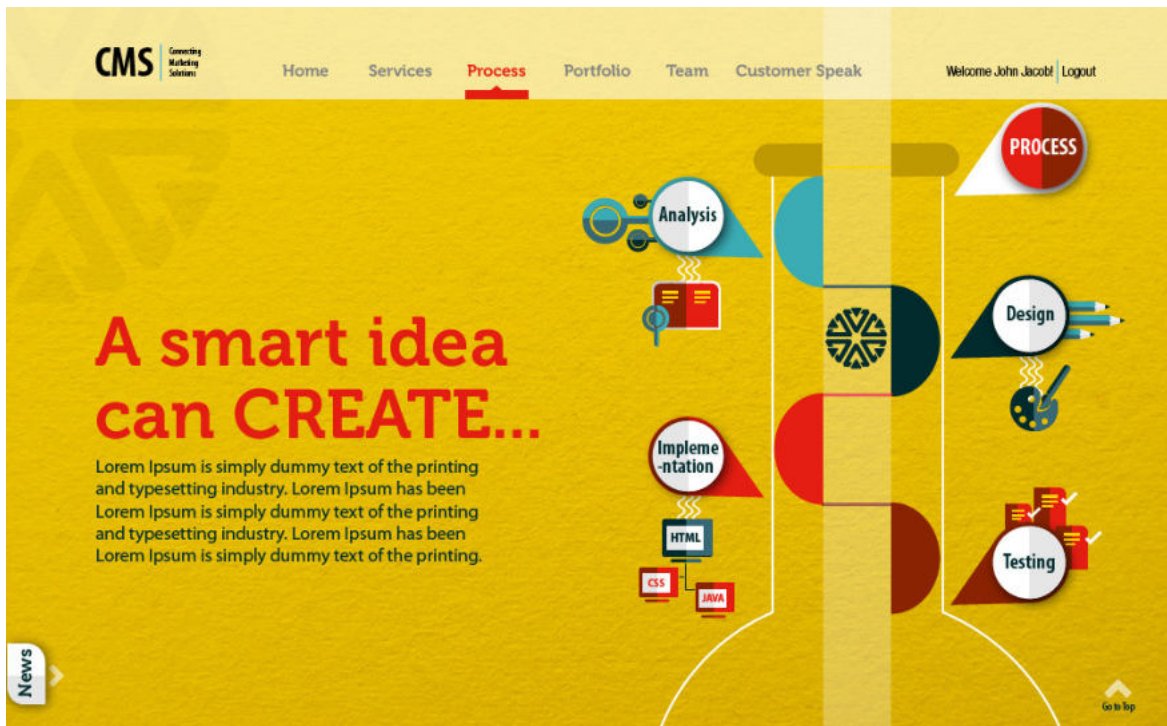 CMS
Connecting
Marketing
Solutions
Home
Services
Process
Portfolio
Team
Customer Speak
Welcome John Jacob!
Logout
PROCESS
Analysis
Design
A smart idea
can CREATE...
Lorem Ipsum is simply dummy text of the printing
and typesetting industry. Lorem Ipsum has been
Lorem Ipsum is simply dummy text of the printing
and typesetting industry. Lorem Ipsum has been
Lorem Ipsum is simply dummy text of the printing.
Impleme
-ntation
HTML
CSS
JAVA
Testing
News
Go to Top